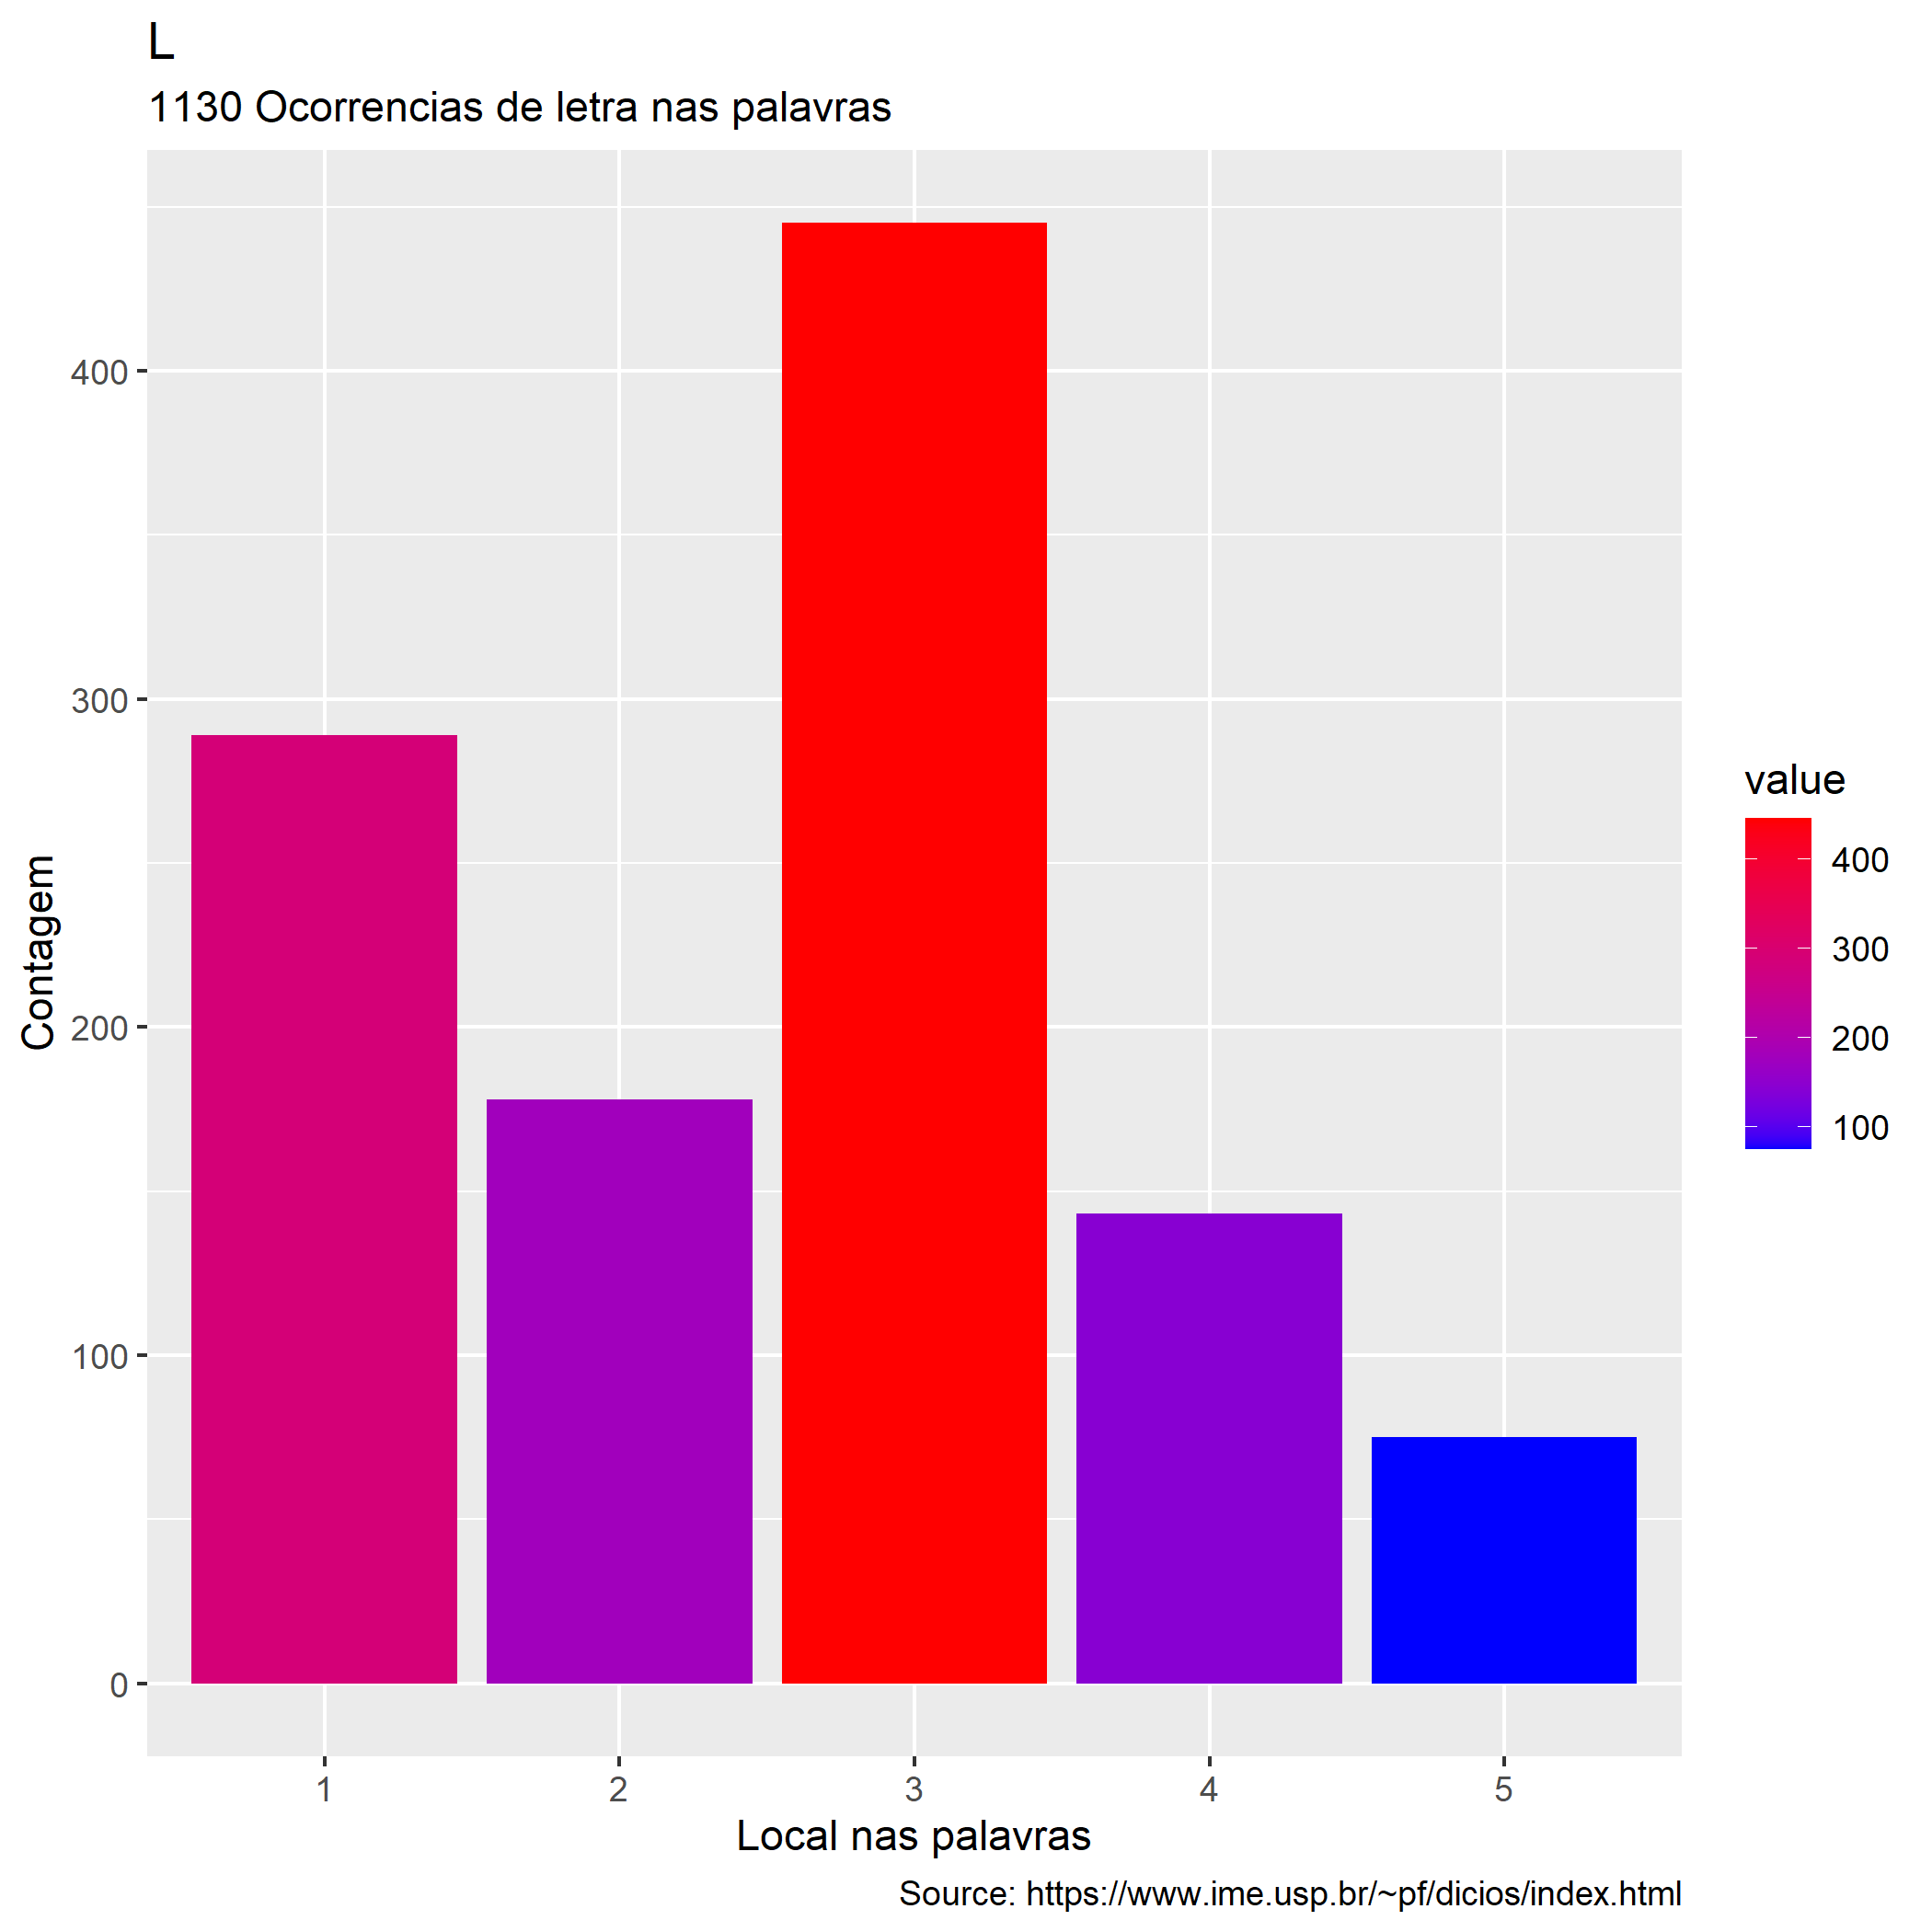 L
1130 Ocorrencias de letra nas palavras
Contagem
400
300
200
100
0
1 2 3 4 5
Local nas palavras
value
400
300
200
100
Source: https://www.ime.usp.br/~pf/dicios/index.html